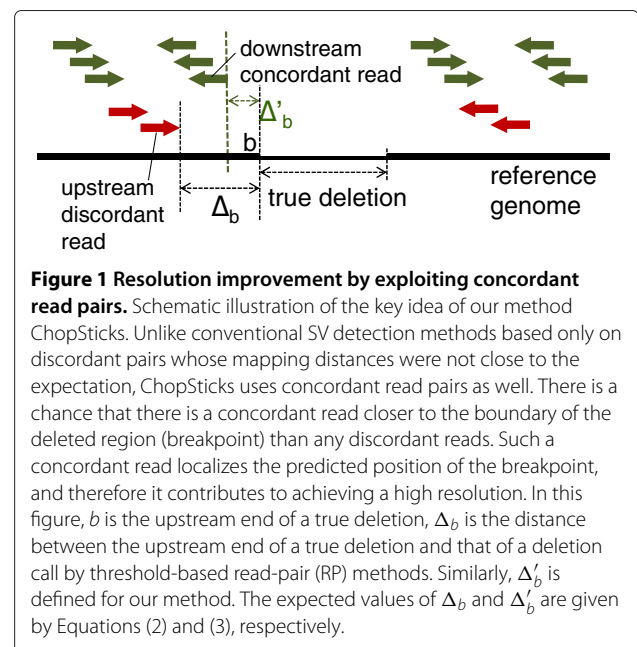 downstream
concordant read
Δ'b
b
upstream
discordant
read
Δb
true deletion
reference
genome
Figure 1 Resolution improvement by exploiting concordant
read pairs. Schematic illustration of the key idea of our method
ChopSticks. Unlike conventional SV detection methods based only on
discordant pairs whose mapping distances were not close to the
expectation, ChopSticks uses concordant read pairs as well. There is a
chance that there is a concordant read closer to the boundary of the
deleted region (breakpoint) than any discordant reads. Such a
concordant read localizes the predicted position of the breakpoint,
and therefore it contributes to achieving a high resolution. In this
figure, b is the upstream end of a true deletion, Δb is the distance
between the upstream end of a true deletion and that of a deletion
call by threshold-based read-pair (RP) methods. Similarly, Δ′b is
defined for our method. The expected values of Δb and Δ′b are given
by Equations (2) and (3), respectively.